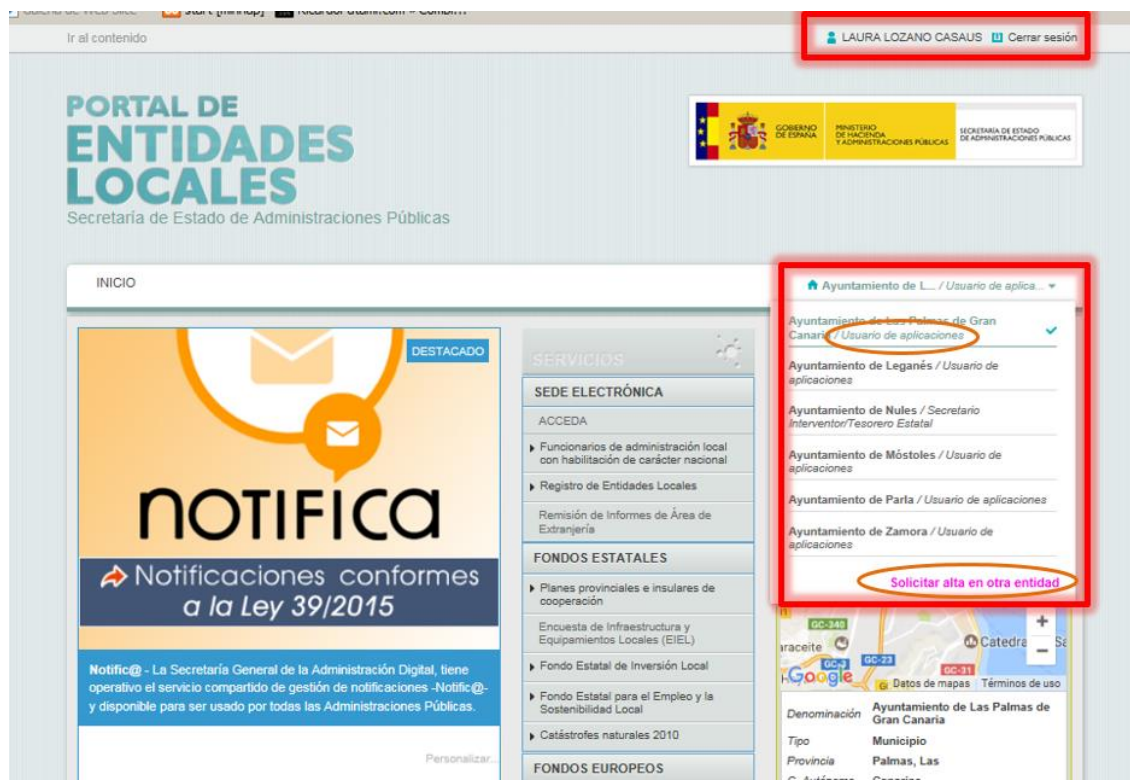 Ir al contenido
LAURA LOZANO CASAUS Cerrar sesión
PORTAL DE
ENTIDADES
LOCALES
Secretaría de Estado de Administraciones Públicas
GOBIERNO
DE ESPAÑA
MINISTERIO
DE HACIENDA
Y ADMINISTRACIONES PÚBLICAS
SECRETARÍA DE ESTADO
DE ADMINISTRACIONES PÚBLICAS
INICIO
Ayuntamiento de L... / Usuario de aplica...
DESTACADO
NOTIFICA
Notificaciones conformes
a la Ley 39/2015
Notific@ - La Secretaría General de la Administración Digital, tiene
operativo el servicio compartido de gestión de notificaciones -Notific@-
y disponible para ser usado por todas las Administraciones Públicas.
Personalizar...
SERVICIOS
SEDE ELECTRÓNICA
ACCEDA
Funcionarios de administración local
con habilitación de carácter nacional
Registro de Entidades Locales
Remisión de Informes de Área de
Extranjería
FONDOS ESTATALES
Planes provinciales e insulares de
cooperación
Encuesta de Infraestructura y
Equipamientos Locales (EIEL)
Fondo Estatal de Inversión Local
Fondo Estatal para el Empleo y la
Sostenibilidad Local
Catástrofes naturales 2010
FONDOS EUROPEOS
Ayuntamiento de Las Palmas de Gran
Canaria / Usuario de aplicaciones
Ayuntamiento de Leganés / Usuario de
aplicaciones
Ayuntamiento de Nules / Secretario
Interventor/Tesorero Estatal
Ayuntamiento de Móstoles / Usuario de
aplicaciones
Ayuntamiento de Parla / Usuario de aplicaciones
Ayuntamiento de Zamora / Usuario de
aplicaciones
Solicitar alta en otra entidad
GC-340
araceite
Catedra
GC-3
GC-23
GC-31
Google
Datos de mapas Términos de uso
Denominación Ayuntamiento de Las Palmas de
Gran Canaria
Tipo Municipio
Provincia Palmas, Las